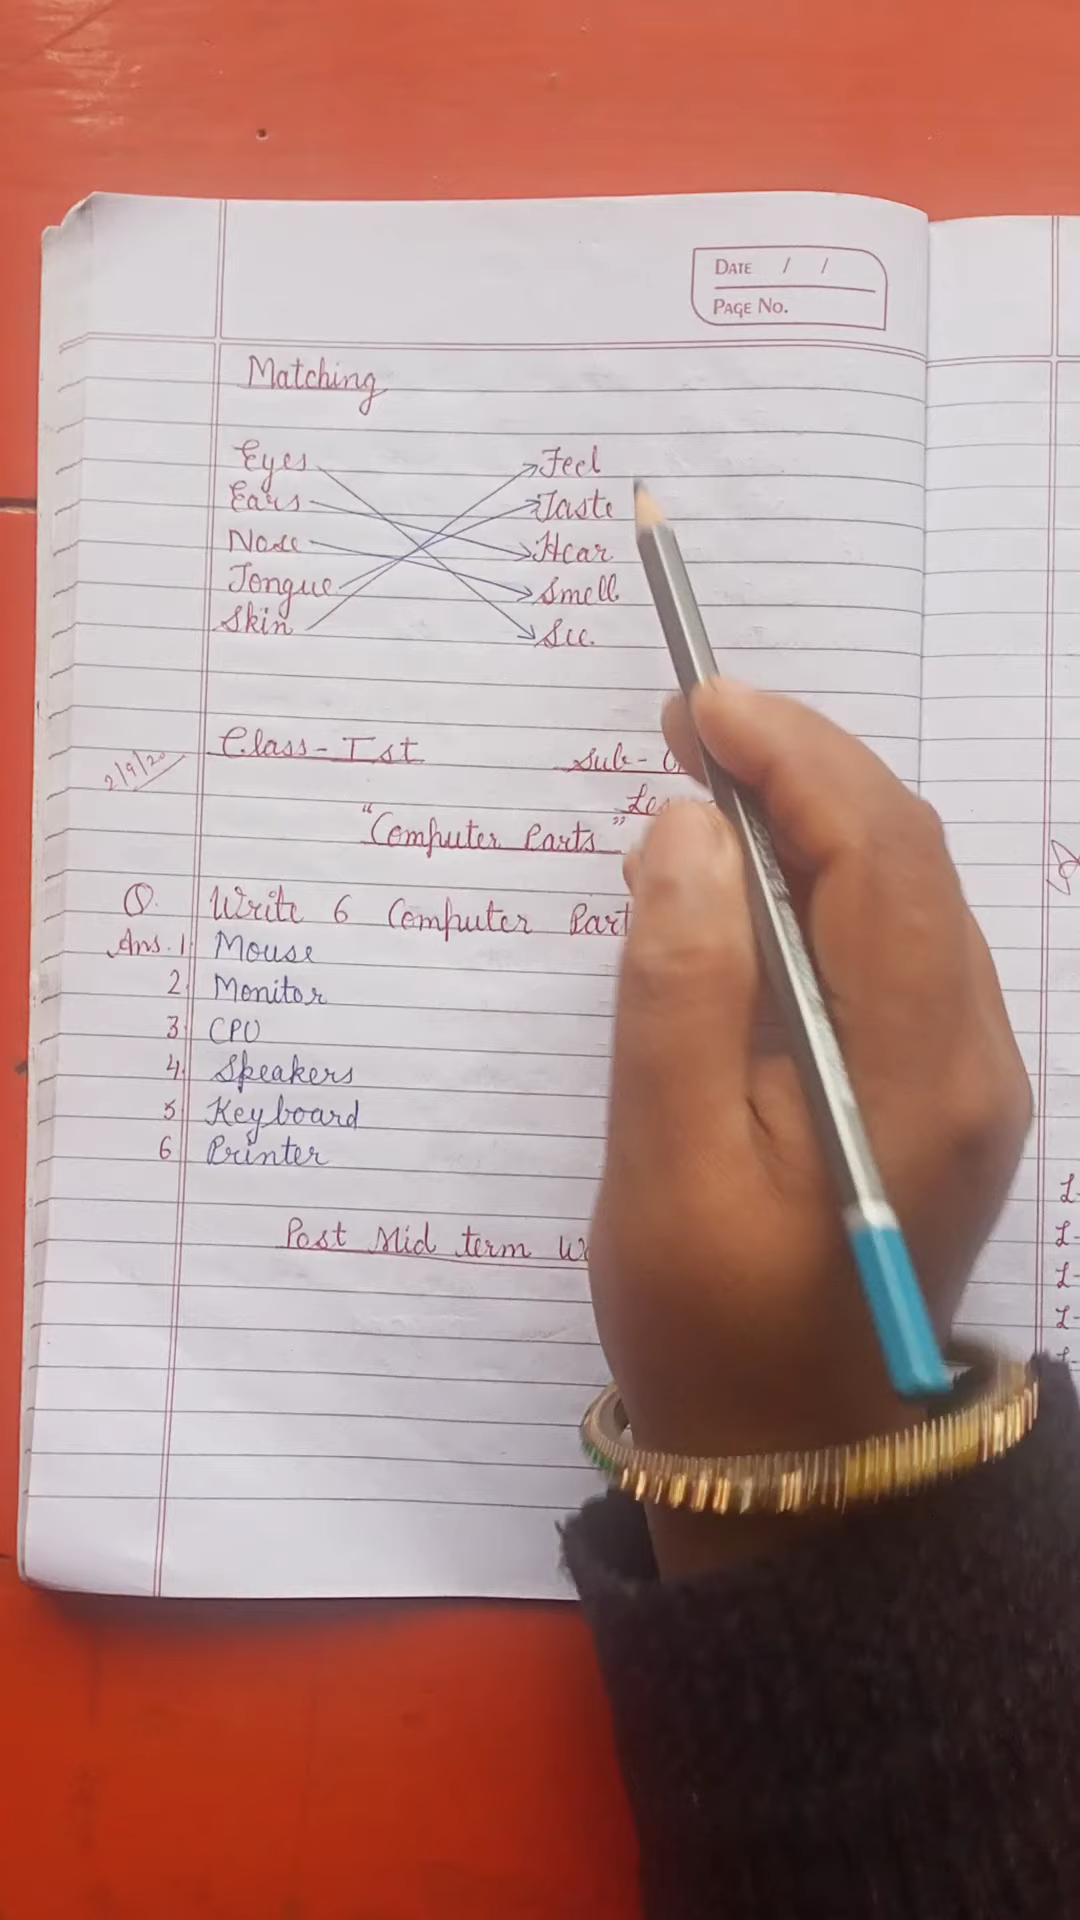 DATE / /
PAGE NO.
Matching
Eyes Feel
Ears Taste
Nose Hear
Tongue Smell
Skin See.
2/9/20 Class - Ist Sub -
"Computer Parts"
Q. Write 6 Computer Part
Ans. 1 Mouse
2 Monitor
3 CPU
4 Speakers
5 Keyboard
6 Printer
Post Mid term